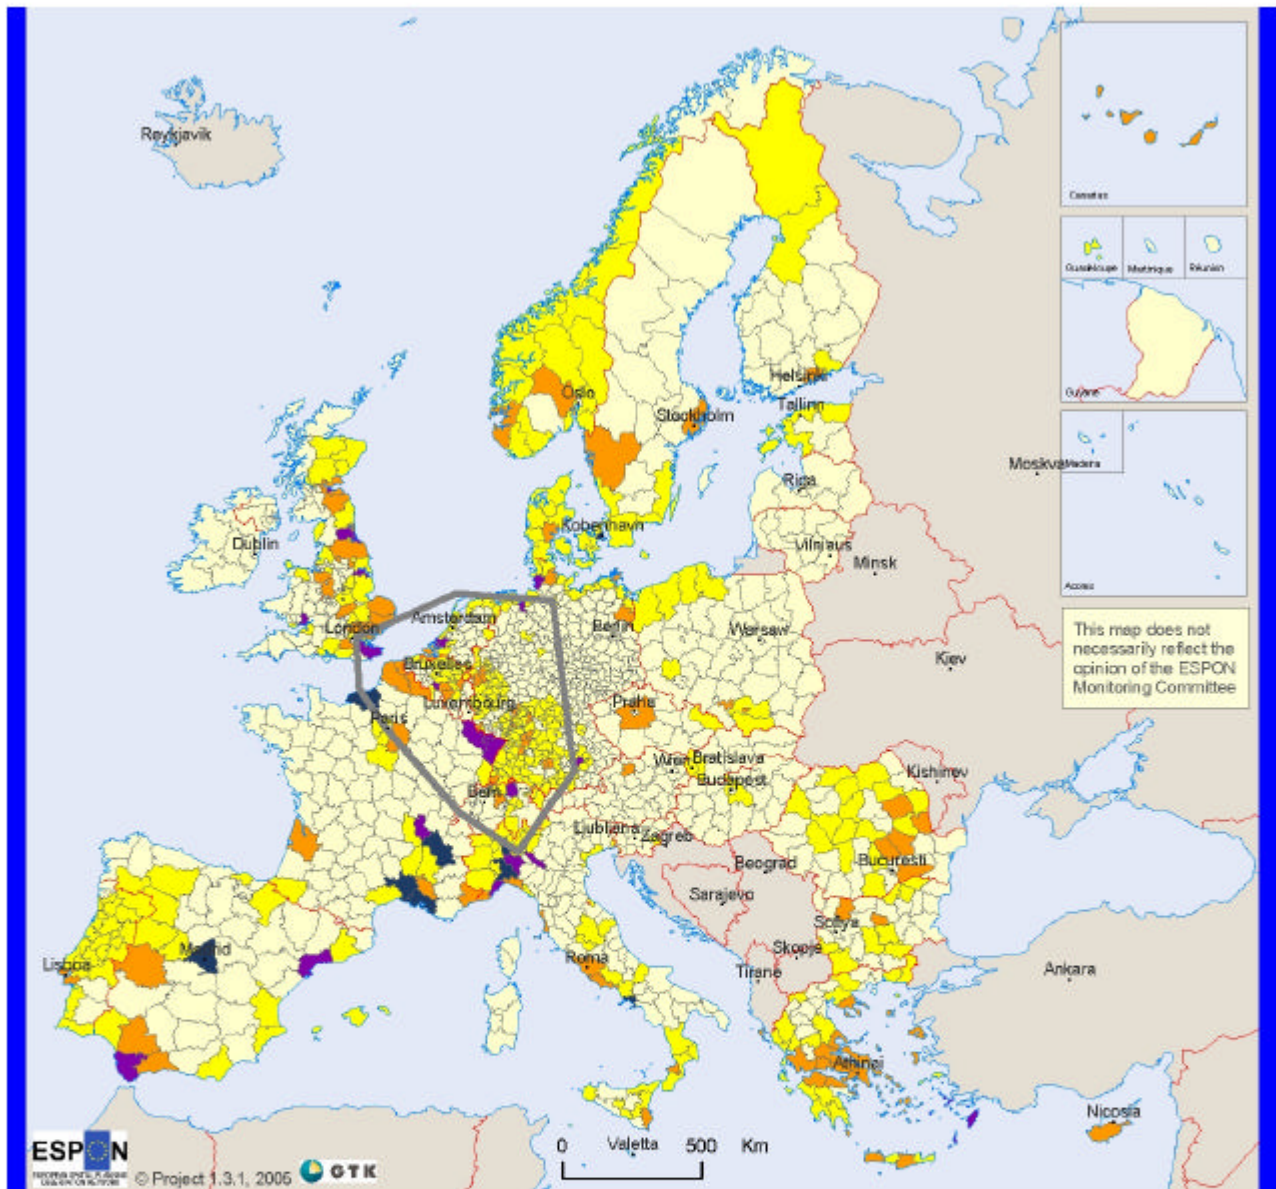 Reykjavik
Canarias
Guadeloupe
Martinique
Réunion
Guyane
Madeira
Acores
Helsinki
Tallinn
Oslo
Stockholm
Moskva
Riga
Dublin
Kobenhavn
Vilniaus
Minsk
London
Amsterdam
Berlin
Warsaw
This map does not
necessarily reflect the
opinion of the ESPON
Monitoring Committee
Kiev
Bruxelles
Luxembourg
Praha
Paris
Wien
Bratislava
Budapest
Kishinev
Bern
Ljubljana
Zagreb
Beograd
Bucuresti
Sarajevo
Sofiya
Skopje
Tirane
Madrid
Lisboa
Roma
Ankara
Athinai
Nicosia
Valetta
0 500 Km
ESPON
© Project 1.3.1, 2005
GTK